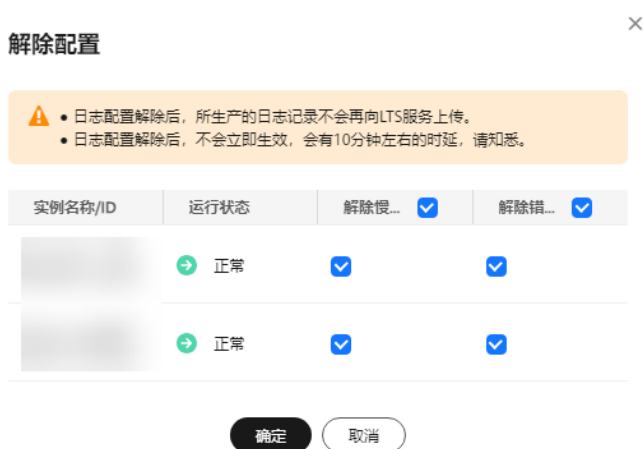 解除配置
• 日志配置解除后，所生产的日志记录不会再向LTS服务上传。
• 日志配置解除后，不会立即生效，会有10分钟左右的时延，请知悉。
实例名称/ID 运行状态 解除慢... 解除错...
正常
正常
确定 取消